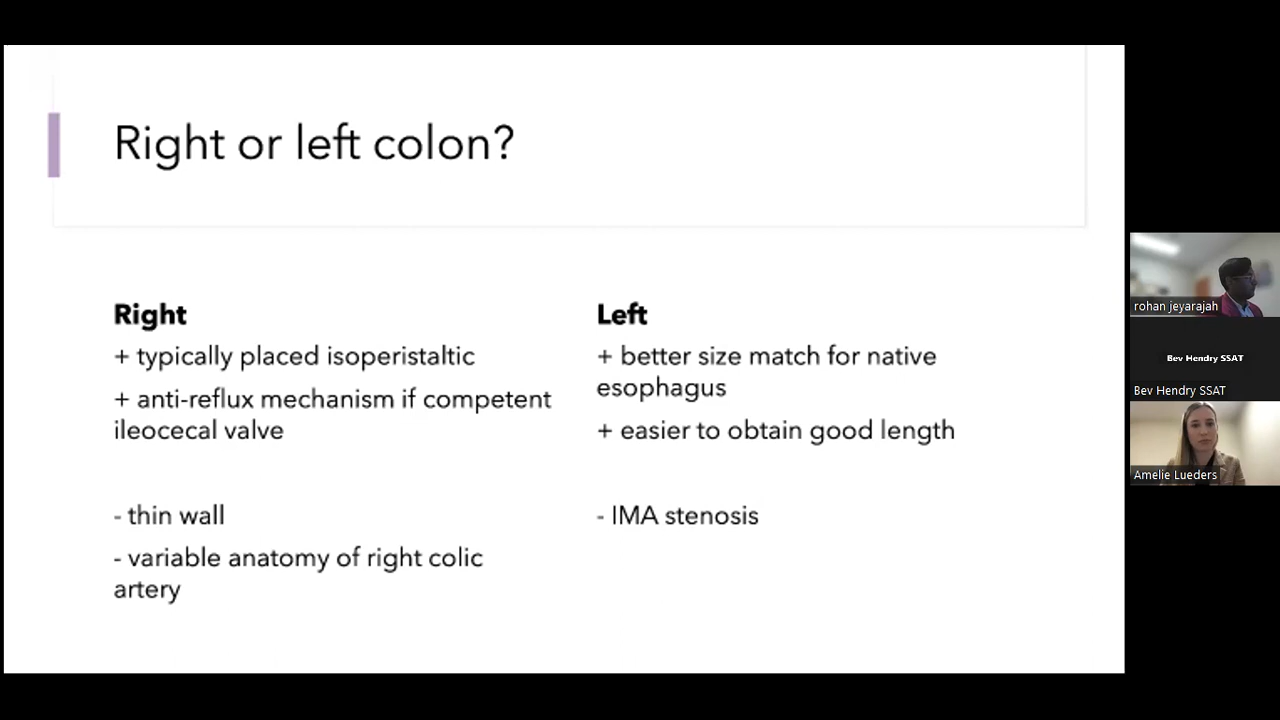 Right or left colon?
Right
+ typically placed isoperistaltic
+ anti-reflux mechanism if competent
ileocecal valve
- thin wall
- variable anatomy of right colic
artery
Left
+ better size match for native
esophagus
+ easier to obtain good length
- IMA stenosis
rohan jeyarajah
Bev Hendry SSAT
Bev Hendry SSAT
Amelie Lueders